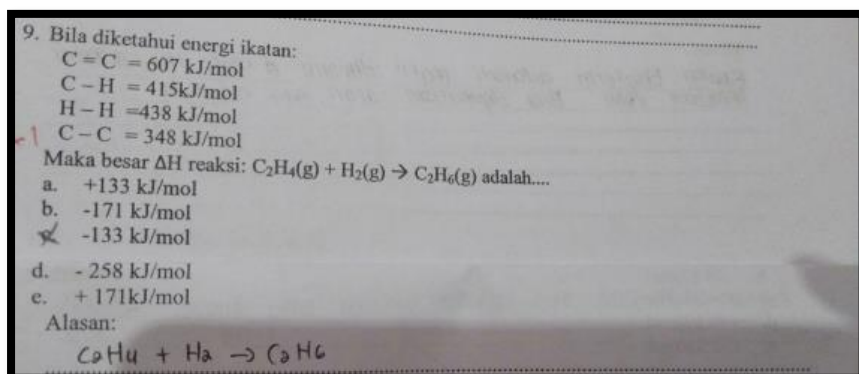 9. Bila diketahui energi ikatan:
C = C = 607 kJ/mol
C – H = 415kJ/mol
H – H =438 kJ/mol
-1 C – C = 348 kJ/mol
Maka besar ΔH reaksi: C₂H₄(g) + H₂(g) → C₂H₆(g) adalah....
a. +133 kJ/mol
b. -171 kJ/mol
-133 kJ/mol
d. - 258 kJ/mol
e. + 171kJ/mol
Alasan:
C2H4 + H2 → C2H6